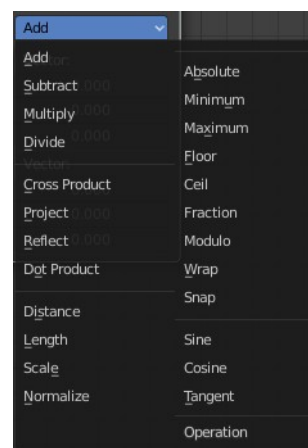 Add
Add
Subtract
Multiply
Divide
Cross Product
Project
Reflect
Dot Product
Distance
Length
Scale
Normalize
Absolute
Minimum
Maximum
Floor
Ceil
Fraction
Modulo
Wrap
Snap
Sine
Cosine
Tangent
Operation